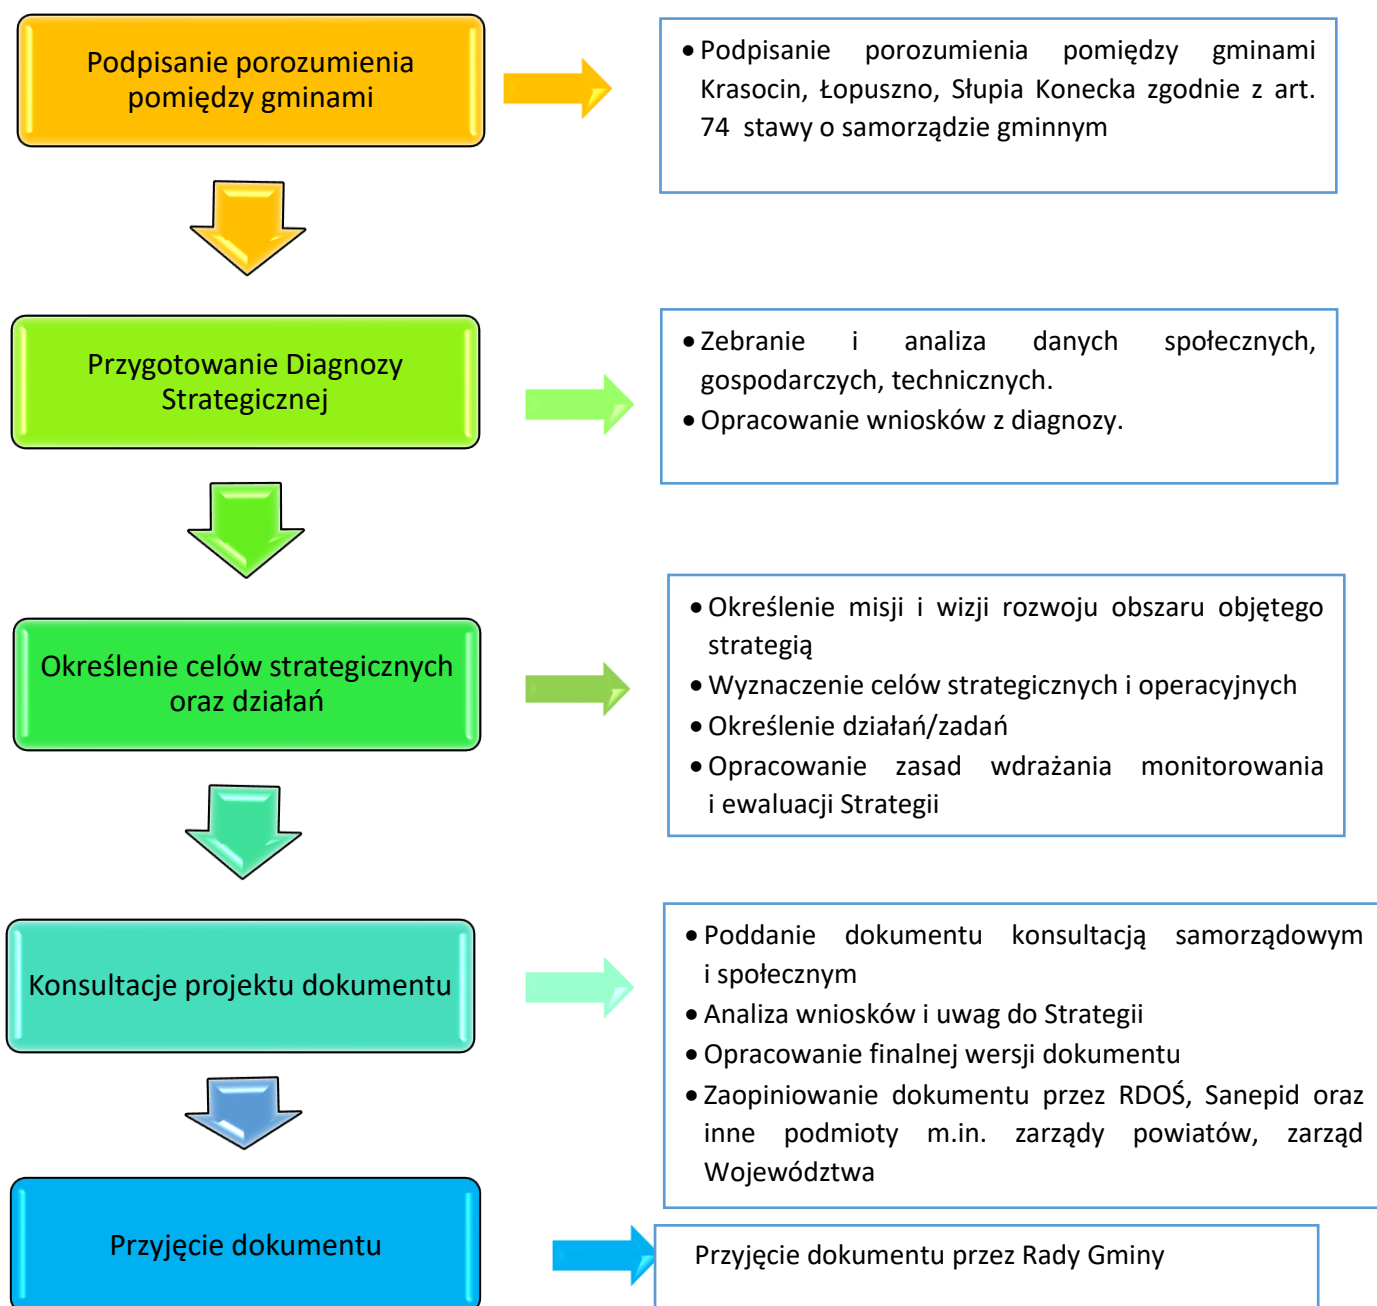 Podpisanie porozumienia
pomiędzy gminami
• Podpisanie porozumienia pomiędzy gminami
Krasocin, Łopuszno, Słupia Konecka zgodnie z art.
74 stawy o samorządzie gminnym
Przygotowanie Diagnozy
Strategicznej
• Zebranie i analiza danych społecznych,
gospodarczych, technicznych.
• Opracowanie wniosków z diagnozy.
Określenie celów strategicznych
oraz działań
• Określenie misji i wizji rozwoju obszaru objętego
strategią
• Wyznaczenie celów strategicznych i operacyjnych
• Określenie działań/zadań
• Opracowanie zasad wdrażania monitorowania
i ewaluacji Strategii
Konsultacje projektu dokumentu
• Poddanie dokumentu konsultacją samorządowym
i społecznym
• Analiza wniosków i uwag do Strategii
• Opracowanie finalnej wersji dokumentu
• Zaopiniowanie dokumentu przez RDOŚ, Sanepid oraz
inne podmioty m.in. zarządy powiatów, zarząd
Województwa
Przyjęcie dokumentu
Przyjęcie dokumentu przez Rady Gminy